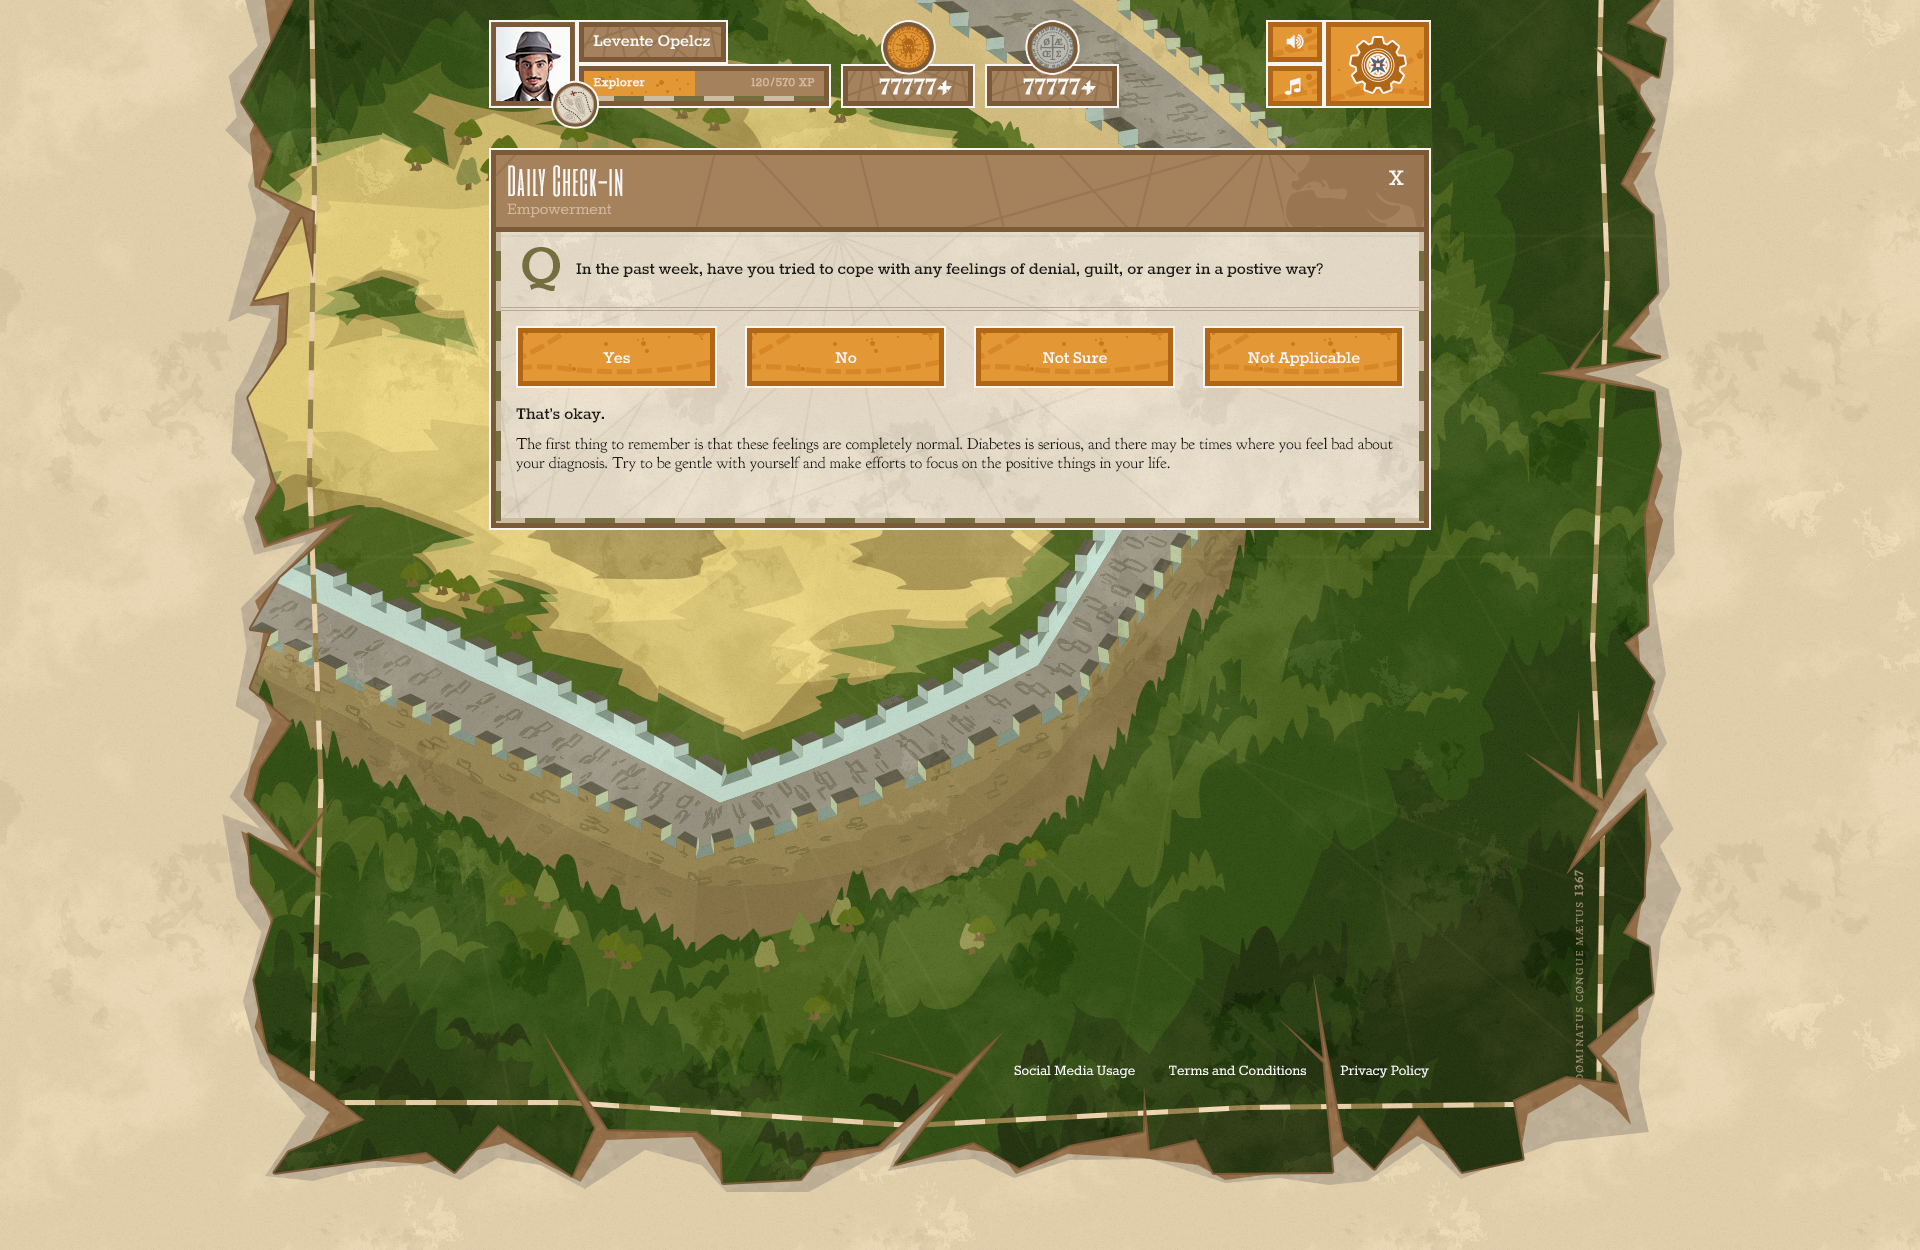 Levente Opelcz
Explorer 120/570 XP
77777+
77777+
Daily Check-in
X
Empowerment
Q In the past week, have you tried to cope with any feelings of denial, guilt, or anger in a postive way?
Yes No Not Sure Not Applicable
That's okay.
The first thing to remember is that these feelings are completely normal. Diabetes is serious, and there may be times where you feel bad about
your diagnosis. Try to be gentle with yourself and make efforts to focus on the positive things in your life.
DØMINATUS CØNGUE MÆTUS 1367
Social Media Usage Terms and Conditions Privacy Policy